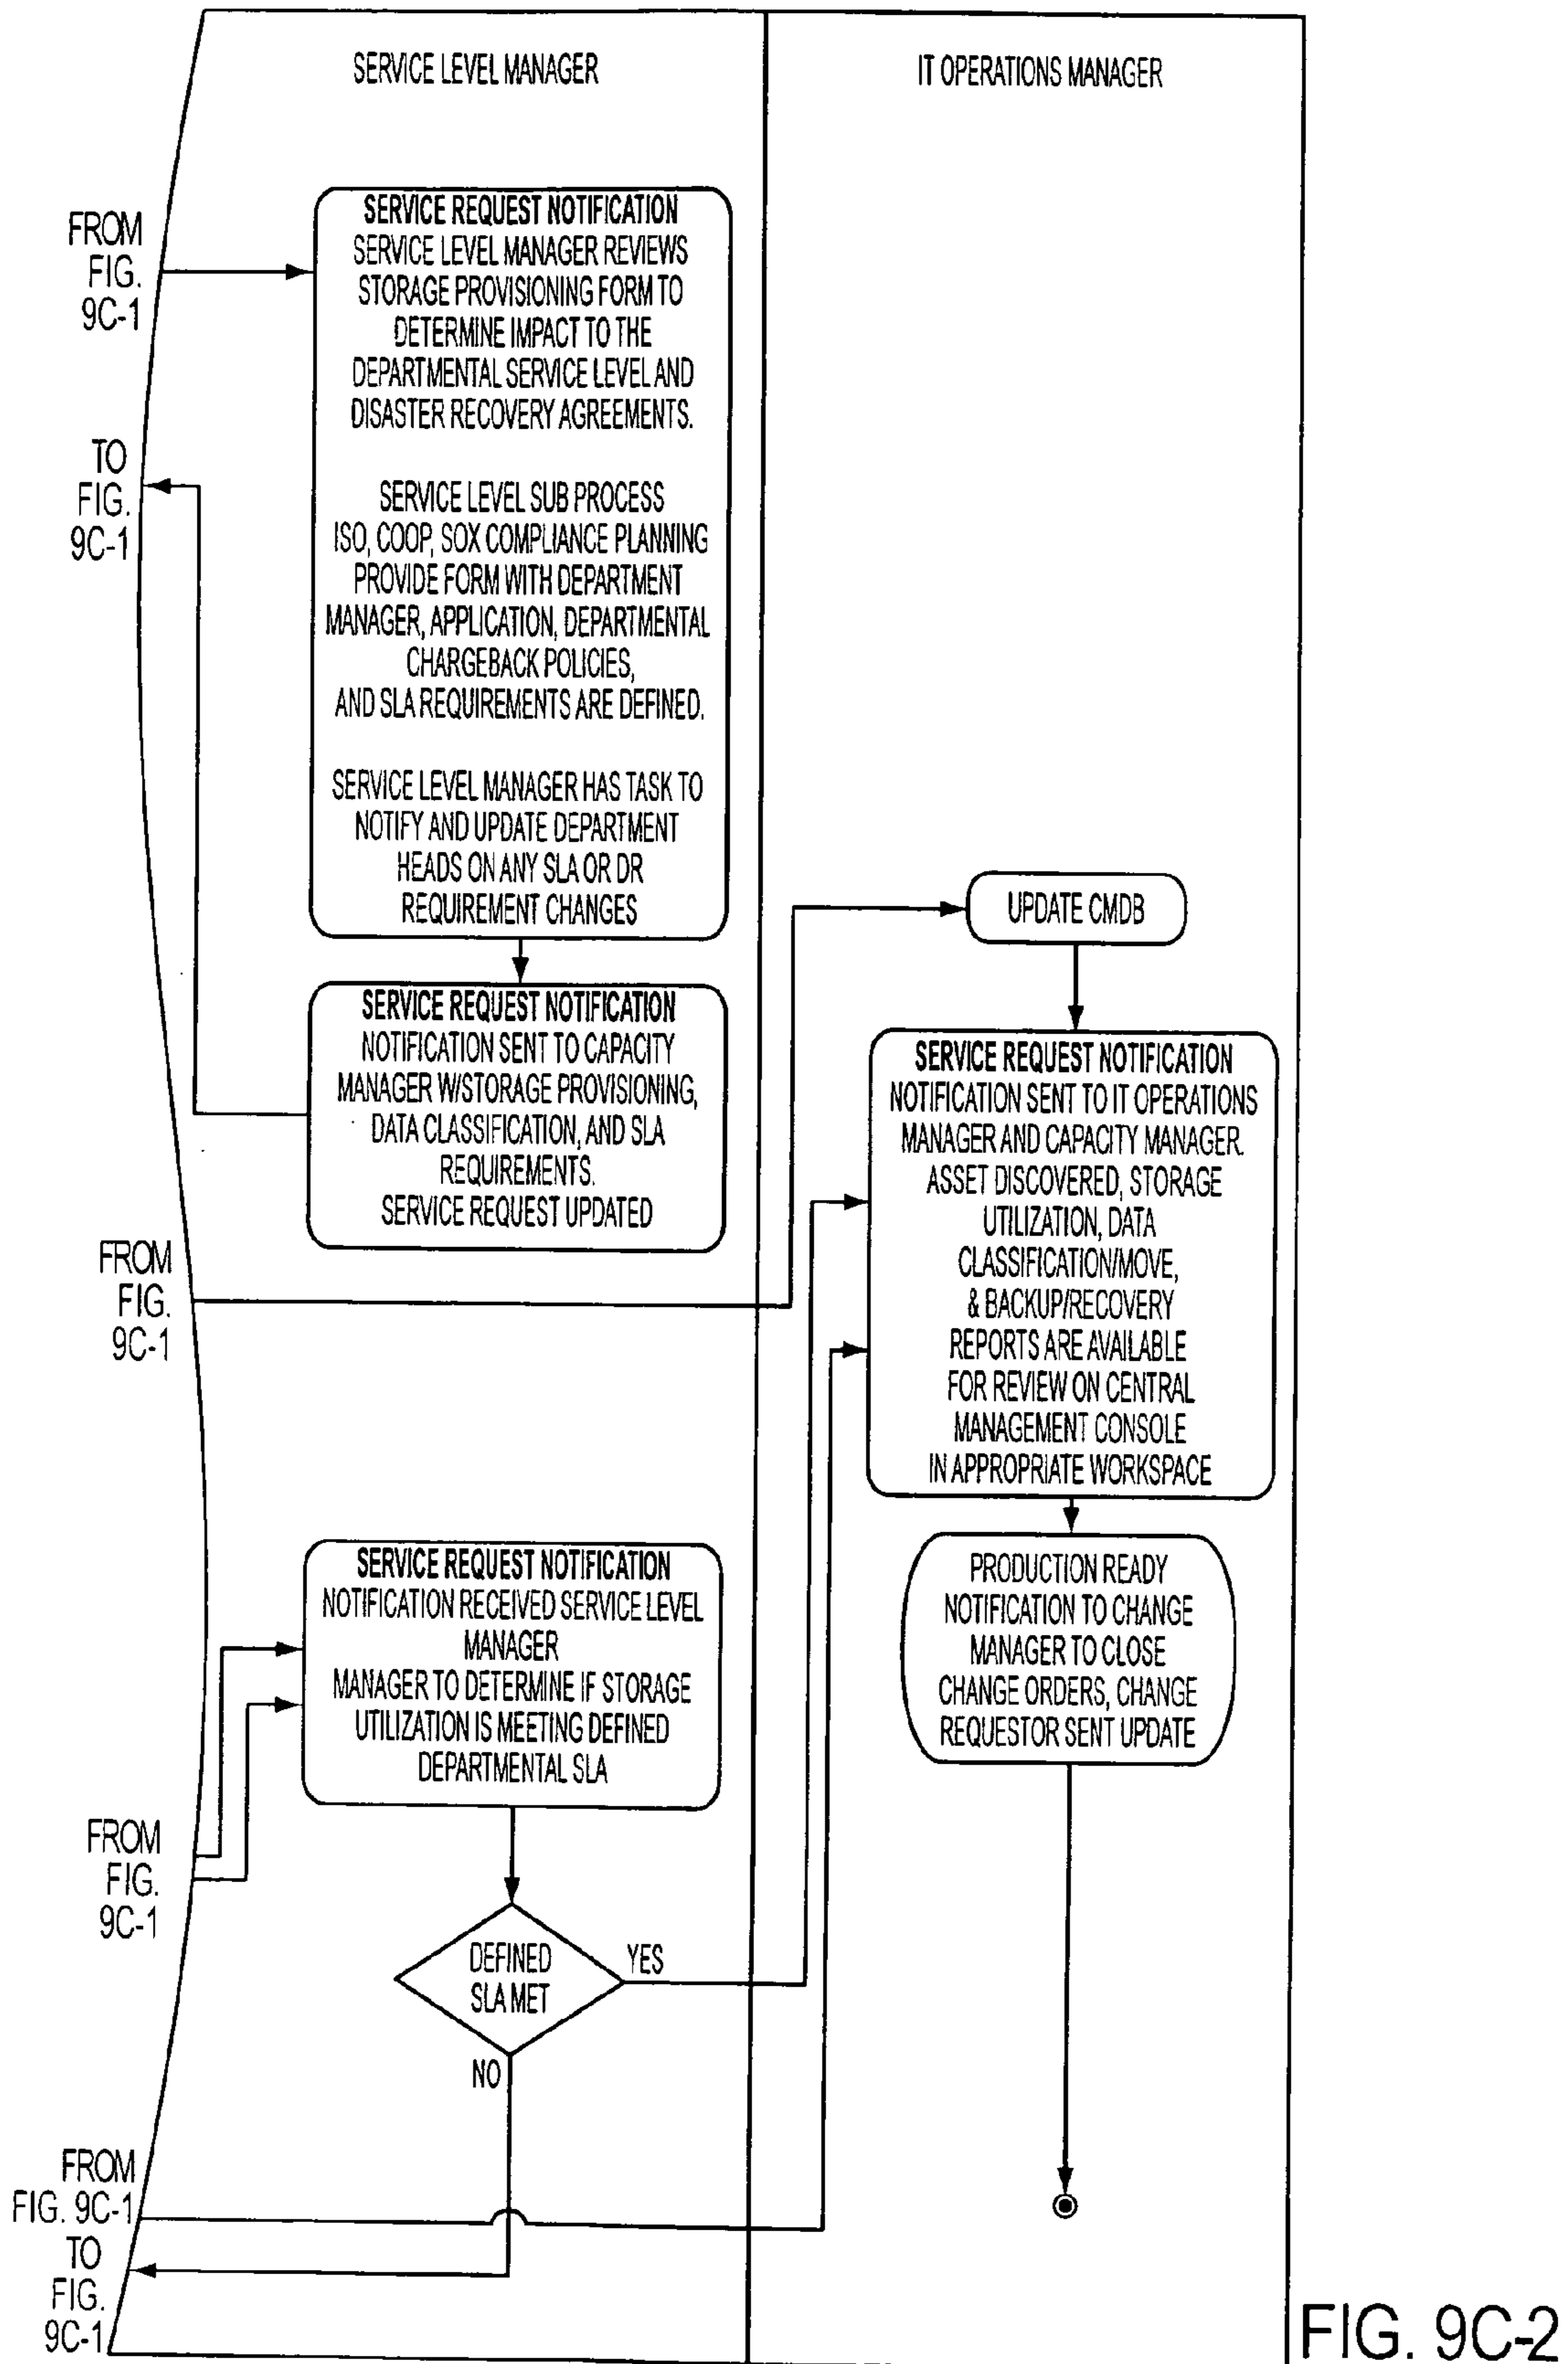 SERVICE LEVEL MANAGER
IT OPERATIONS MANAGER
FROM
FIG.
9C-1
SERVICE REQUEST NOTIFICATION
SERVICE LEVEL MANAGER REVIEWS
STORAGE PROVISIONING FORM TO
DETERMINE IMPACT TO THE
DEPARTMENTAL SERVICE LEVEL AND
DISASTER RECOVERY AGREEMENTS.
SERVICE LEVEL SUB PROCESS
ISO, COOP, SOX COMPLIANCE PLANNING
PROVIDE FORM WITH DEPARTMENT
MANAGER, APPLICATION, DEPARTMENTAL
CHARGEBACK POLICIES,
AND SLA REQUIREMENTS ARE DEFINED.
SERVICE LEVEL MANAGER HAS TASK TO
NOTIFY AND UPDATE DEPARTMENT
HEADS ON ANY SLA OR DR
REQUIREMENT CHANGES
TO
FIG.
9C-1
SERVICE REQUEST NOTIFICATION
NOTIFICATION SENT TO CAPACITY
MANAGER W/STORAGE PROVISIONING,
DATA CLASSIFICATION, AND SLA
REQUIREMENTS.
SERVICE REQUEST UPDATED
FROM
FIG.
9C-1
UPDATE CMDB
SERVICE REQUEST NOTIFICATION
NOTIFICATION SENT TO IT OPERATIONS
MANAGER AND CAPACITY MANAGER.
ASSET DISCOVERED, STORAGE
UTILIZATION, DATA
CLASSIFICATION/MOVE,
& BACKUP/RECOVERY
REPORTS ARE AVAILABLE
FOR REVIEW ON CENTRAL
MANAGEMENT CONSOLE
IN APPROPRIATE WORKSPACE
PRODUCTION READY
NOTIFICATION TO CHANGE
MANAGER TO CLOSE
CHANGE ORDERS, CHANGE
REQUESTOR SENT UPDATE
SERVICE REQUEST NOTIFICATION
NOTIFICATION RECEIVED SERVICE LEVEL
MANAGER
MANAGER TO DETERMINE IF STORAGE
UTILIZATION IS MEETING DEFINED
DEPARTMENTAL SLA
FROM
FIG.
9C-1
DEFINED
SLA MET
YES
NO
FROM
FIG. 9C-1
TO
FIG.
9C-1
FIG. 9C-2